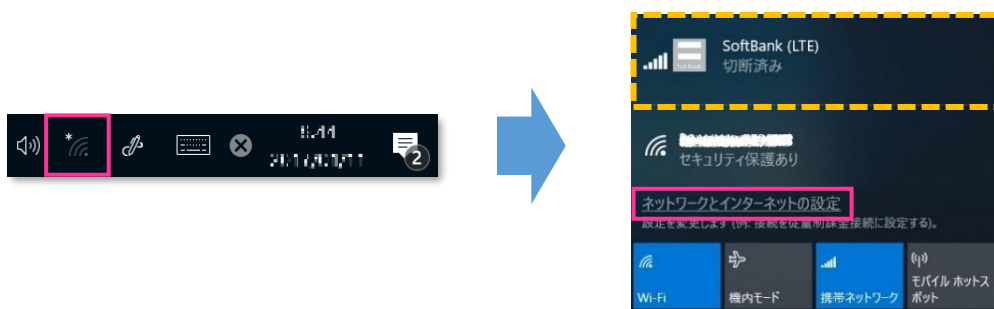 2
SoftBank (LTE)
切断済み
セキュリティ保護あり
ネットワークとインターネットの設定
設定を変更します (例: 接続を従量制課金接続に設定する)。
Wi-Fi
機内モード
携帯ネットワーク
モバイル ホットス
ポット